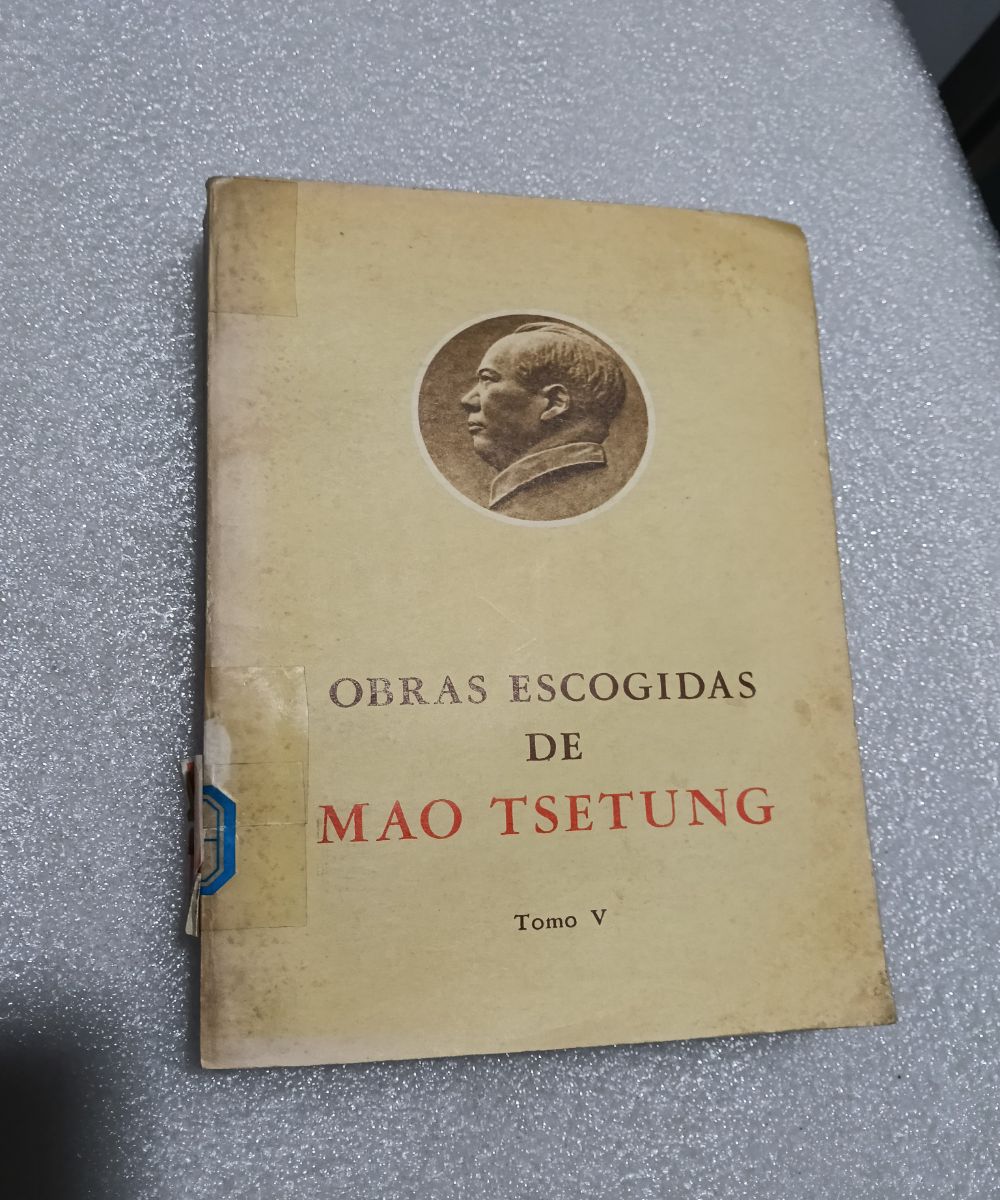 OBRAS ESCOGIDAS
DE
MAO TSETUNG
Tomo V